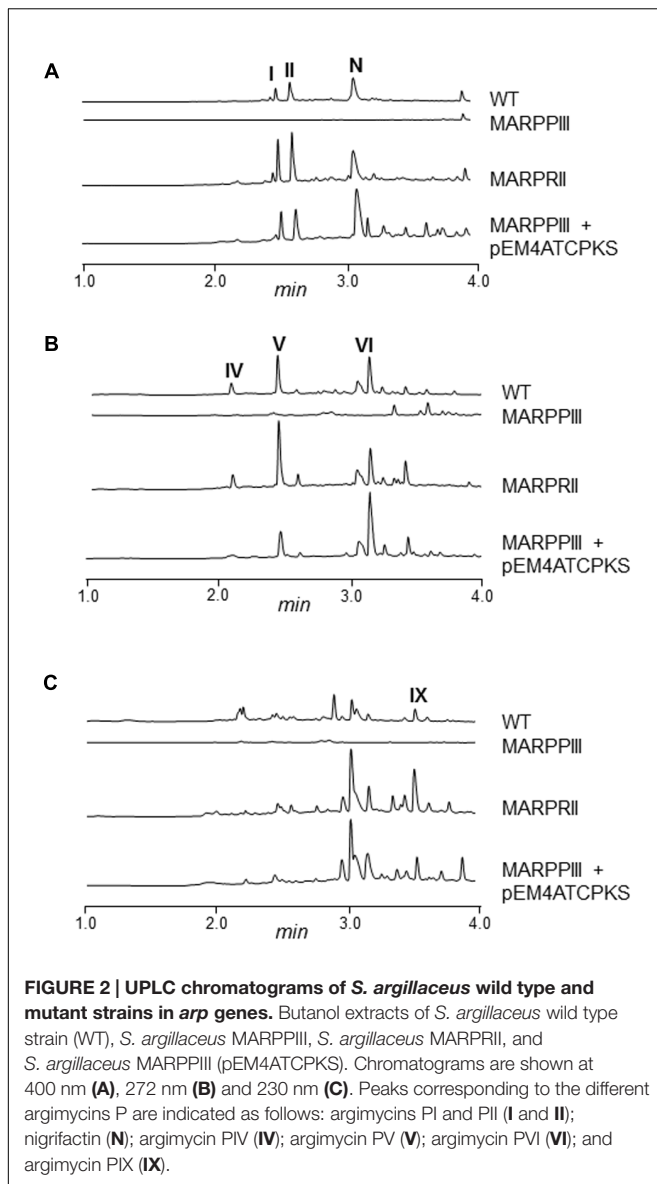 A
I II N
WT
MARPPIII
MARPRII
MARPPIII +
pEM4ATCPKS
1.0 2.0 3.0 4.0
min
B
IV V VI
WT
MARPPIII
MARPRII
MARPPIII +
pEM4ATCPKS
1.0 2.0 3.0 4.0
min
C
IX
WT
MARPPIII
MARPRII
MARPPIII +
pEM4ATCPKS
1.0 2.0 3.0 4.0
min
FIGURE 2 | UPLC chromatograms of S. argillaceus wild type and
mutant strains in arp genes. Butanol extracts of S. argillaceus wild type
strain (WT), S. argillaceus MARPPIII, S. argillaceus MARPRII, and
S. argillaceus MARPPIII (pEM4ATCPKS). Chromatograms are shown at
400 nm (A), 272 nm (B) and 230 nm (C). Peaks corresponding to the different
argimycins P are indicated as follows: argimycins PI and PII (I and II);
nigrifactin (N); argimycin PIV (IV); argimycin PV (V); argimycin PVI (VI); and
argimycin PIX (IX).